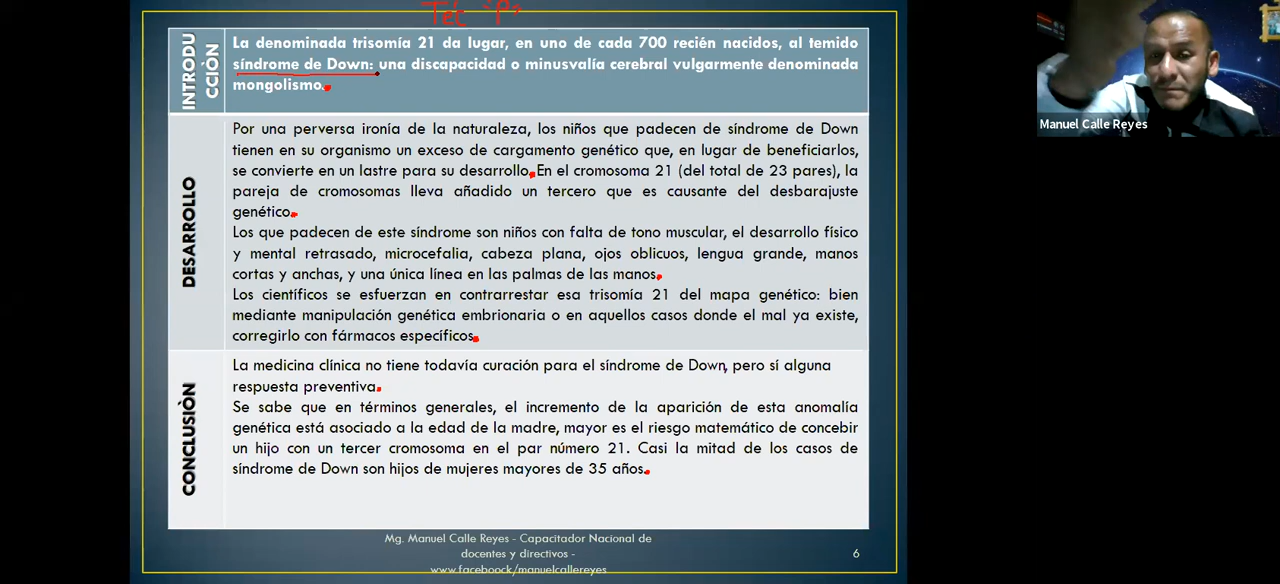 Téc "P"
INTRODU
CCIÓN
La denominada trisomía 21 da lugar, en uno de cada 700 recién nacidos, al temido
síndrome de Down: una discapacidad o minusvalía cerebral vulgarmente denominada
mongolismo.
DESARROLLO
Por una perversa ironía de la naturaleza, los niños que padecen de síndrome de Down
tienen en su organismo un exceso de cargamento genético que, en lugar de beneficiarlos,
se convierte en un lastre para su desarrollo. En el cromosoma 21 (del total de 23 pares), la
pareja de cromosomas lleva añadido un tercero que es causante del desbarajuste
genético.
Los que padecen de este síndrome son niños con falta de tono muscular, el desarrollo físico
y mental retrasado, microcefalia, cabeza plana, ojos oblicuos, lengua grande, manos
cortas y anchas, y una única línea en las palmas de las manos.
Los científicos se esfuerzan en contrarrestar esa trisomía 21 del mapa genético: bien
mediante manipulación genética embrionaria o en aquellos casos donde el mal ya existe,
corregirlo con fármacos específicos.
CONCLUSIÒN
La medicina clínica no tiene todavía curación para el síndrome de Down, pero sí alguna
respuesta preventiva.
Se sabe que en términos generales, el incremento de la aparición de esta anomalía
genética está asociado a la edad de la madre, mayor es el riesgo matemático de concebir
un hijo con un tercer cromosoma en el par número 21. Casi la mitad de los casos de
síndrome de Down son hijos de mujeres mayores de 35 años.
Mg. Manuel Calle Reyes - Capacitador Nacional de
docentes y directivos -
www.faceboock/manuelcallereyes
6
Manuel Calle Reyes